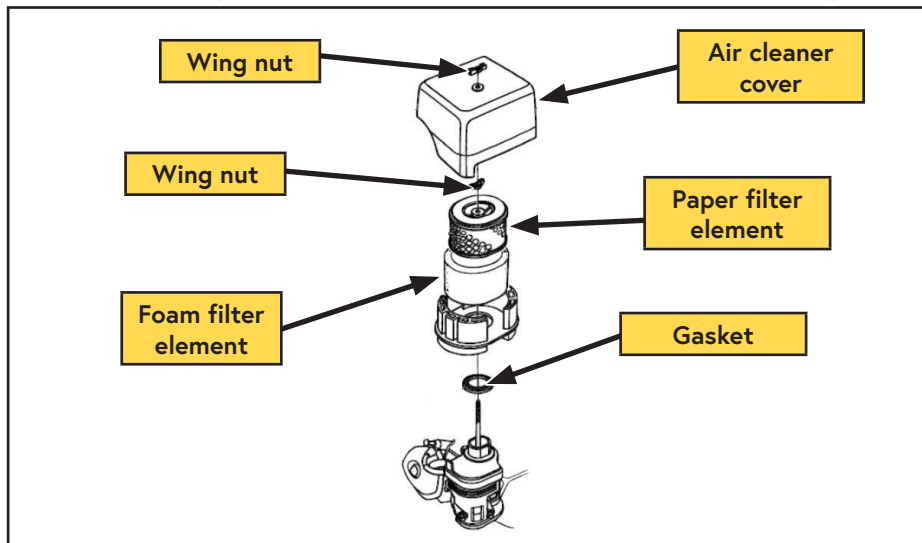 Wing nut
Air cleaner
cover
Wing nut
Paper filter
element
Foam filter
element
Gasket